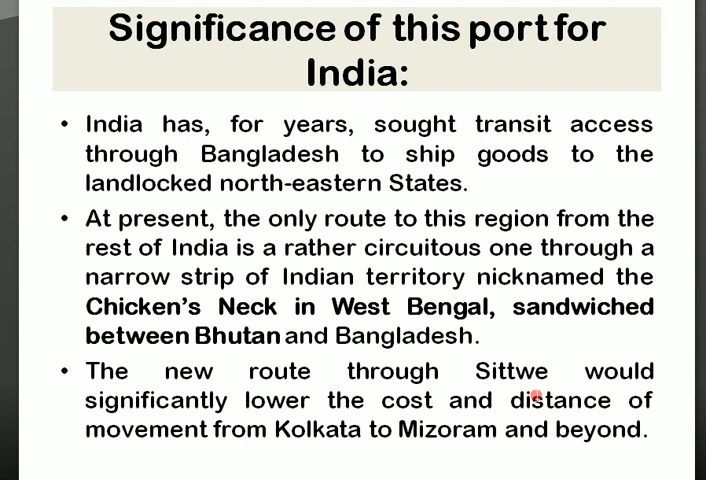 Significance of this port for
India:
• India has, for years, sought transit access
through Bangladesh to ship goods to the
landlocked north-eastern States.
• At present, the only route to this region from the
rest of India is a rather circuitous one through a
narrow strip of Indian territory nicknamed the
Chicken's Neck in West Bengal, sandwiched
between Bhutan and Bangladesh.
• The new route through Sittwe would
significantly lower the cost and distance of
movement from Kolkata to Mizoram and beyond.